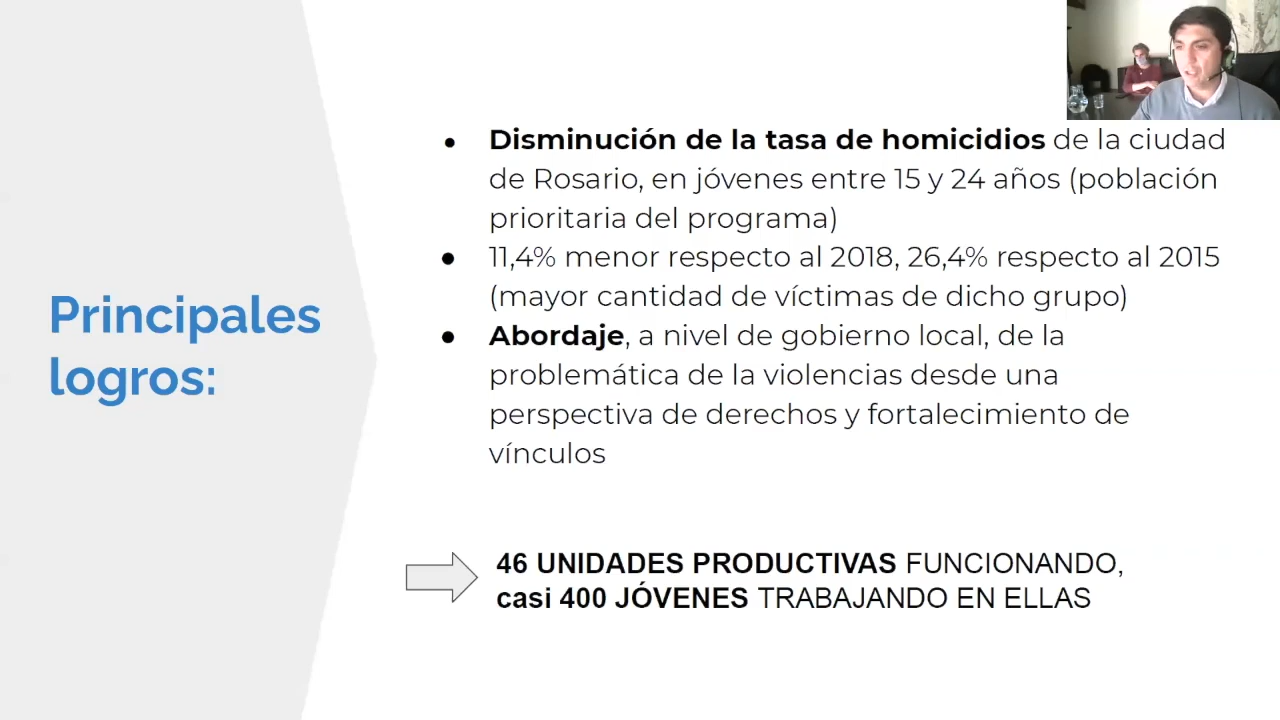 Principales
logros:
● Disminución de la tasa de homicidios de la ciudad
de Rosario, en jóvenes entre 15 y 24 años (población
prioritaria del programa)
● 11,4% menor respecto al 2018, 26,4% respecto al 2015
(mayor cantidad de víctimas de dicho grupo)
● Abordaje, a nivel de gobierno local, de la
problemática de la violencias desde una
perspectiva de derechos y fortalecimiento de
vínculos
46 UNIDADES PRODUCTIVAS FUNCIONANDO,
casi 400 JÓVENES TRABAJANDO EN ELLAS